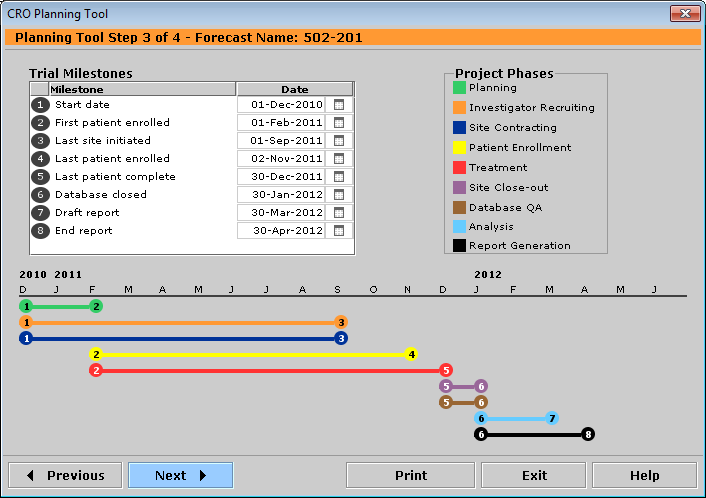 CRO Planning Tool
Planning Tool Step 3 of 4 - Forecast Name: 502-201
Trial Milestones
Milestone Date
1 Start date 01-Dec-2010
2 First patient enrolled 01-Feb-2011
3 Last site initiated 01-Sep-2011
4 Last patient enrolled 02-Nov-2011
5 Last patient complete 30-Dec-2011
6 Database closed 30-Jan-2012
7 Draft report 30-Mar-2012
8 End report 30-Apr-2012
Project Phases
Planning
Investigator Recruiting
Site Contracting
Patient Enrollment
Treatment
Site Close-out
Database QA
Analysis
Report Generation
2010 2011 2012
D J F M A M J J A S O N D J F M A M J
1 2
1 3
1 3
2 4
2 5
5 6
5 6
6 7
6 8
Previous Next Print Exit Help